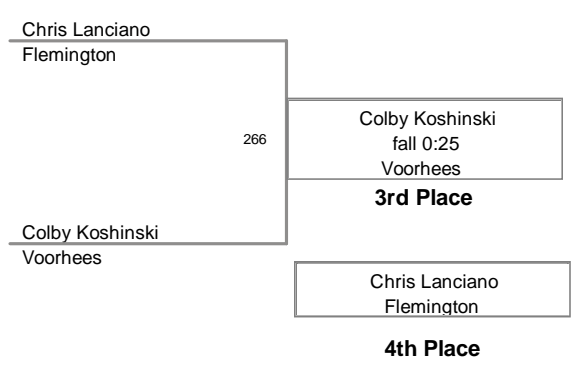 Chris Lanciano
Flemington
266
Colby Koshinski
fall 0:25
Voorhees
3rd Place
Colby Koshinski
Voorhees
Chris Lanciano
Flemington
4th Place